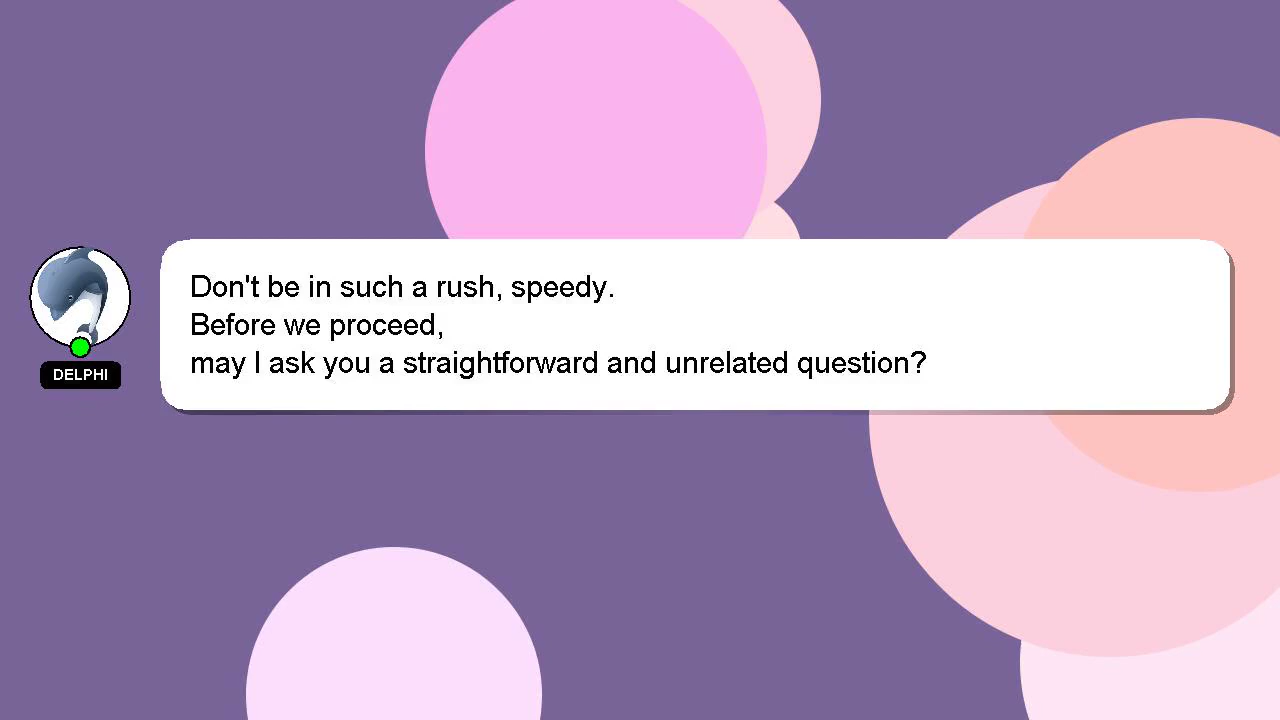 Don't be in such a rush, speedy.
Before we proceed,
may I ask you a straightforward and unrelated question?
DELPHI